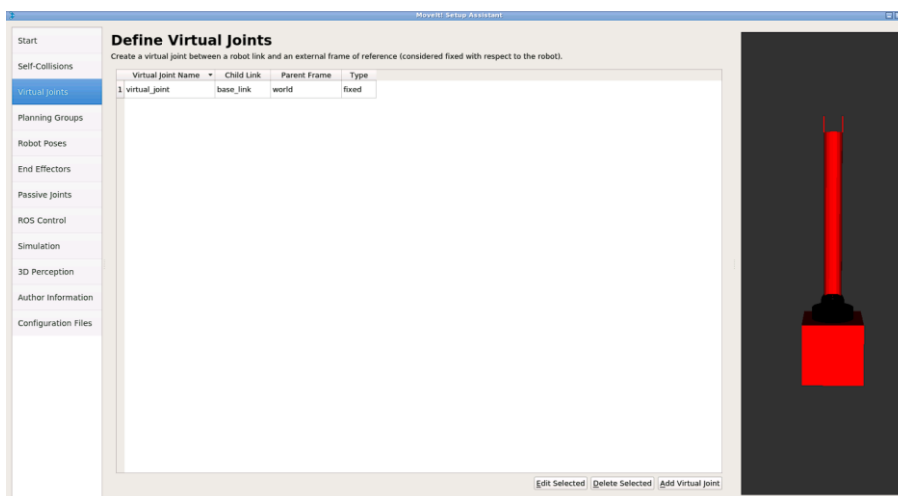 MoveIt! Setup Assistant
Start
Self-Collisions
Virtual Joints
Planning Groups
Robot Poses
End Effectors
Passive Joints
ROS Control
Simulation
3D Perception
Author Information
Configuration Files
Define Virtual Joints
Create a virtual joint between a robot link and an external frame of reference (considered fixed with respect to the robot).
Virtual Joint Name Child Link Parent Frame Type
1 virtual_joint base_link world fixed
Edit Selected Delete Selected Add Virtual Joint